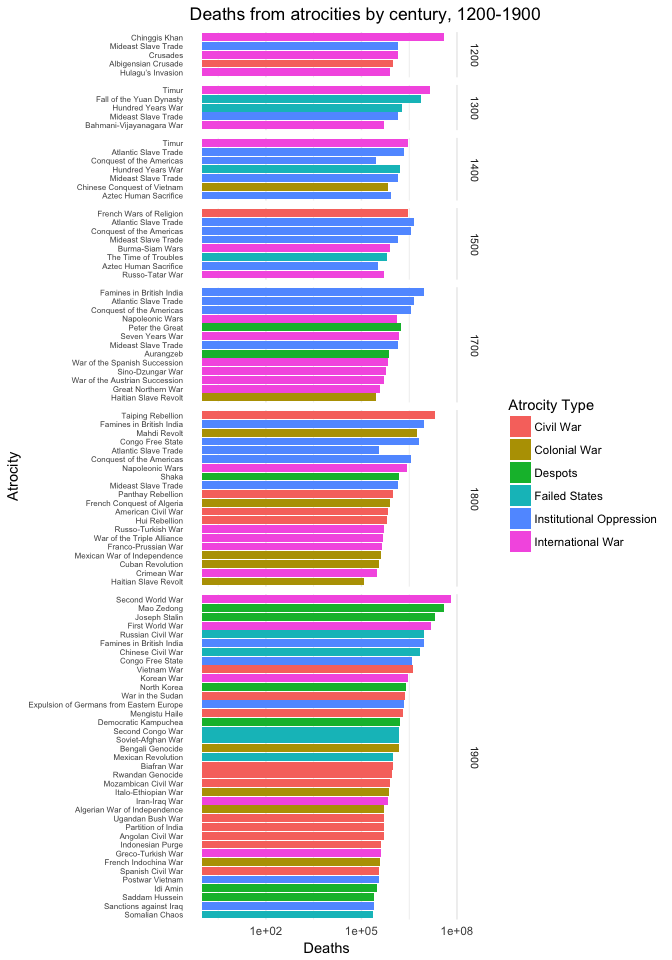 Deaths from atrocities by century, 1200-1900
Chinggis Khan
Mideast Slave Trade
Crusades
Albigensian Crusade
Hulagu's Invasion
1200
Timur
Fall of the Yuan Dynasty
Hundred Years War
Mideast Slave Trade
Bahmani-Vijayanagara War
1300
Timur
Atlantic Slave Trade
Conquest of the Americas
Hundred Years War
Mideast Slave Trade
Chinese Conquest of Vietnam
Aztec Human Sacrifice
1400
French Wars of Religion
Atlantic Slave Trade
Conquest of the Americas
Mideast Slave Trade
Burma-Siam Wars
The Time of Troubles
Aztec Human Sacrifice
Russo-Tatar War
1500
Famines in British India
Atlantic Slave Trade
Conquest of the Americas
Napoleonic Wars
Peter the Great
Seven Years War
Mideast Slave Trade
Aurangzeb
War of the Spanish Succession
Sino-Dzungar War
War of the Austrian Succession
Great Northern War
Haitian Slave Revolt
1700
Taiping Rebellion
Famines in British India
Mahdi Revolt
Congo Free State
Atlantic Slave Trade
Conquest of the Americas
Napoleonic Wars
Shaka
Mideast Slave Trade
Panthay Rebellion
French Conquest of Algeria
American Civil War
Hui Rebellion
Russo-Turkish War
War of the Triple Alliance
Franco-Prussian War
Mexican War of Independence
Cuban Revolution
Crimean War
Haitian Slave Revolt
1800
Second World War
Mao Zedong
Joseph Stalin
First World War
Russian Civil War
Famines in British India
Chinese Civil War
Congo Free State
Vietnam War
Korean War
North Korea
War in the Sudan
Expulsion of Germans from Eastern Europe
Mengistu Haile
Democratic Kampuchea
Second Congo War
Soviet-Afghan War
Bengali Genocide
Mexican Revolution
Biafran War
Rwandan Genocide
Mozambican Civil War
Italo-Ethiopian War
Iran-Iraq War
Algerian War of Independence
Ugandan Bush War
Partition of India
Angolan Civil War
Indonesian Purge
Greco-Turkish War
French Indochina War
Spanish Civil War
Postwar Vietnam
Idi Amin
Saddam Hussein
Sanctions against Iraq
Somalian Chaos
1900
1e+02 1e+05 1e+08
Deaths
Atrocity
Atrocity Type
Civil War
Colonial War
Despots
Failed States
Institutional Oppression
International War